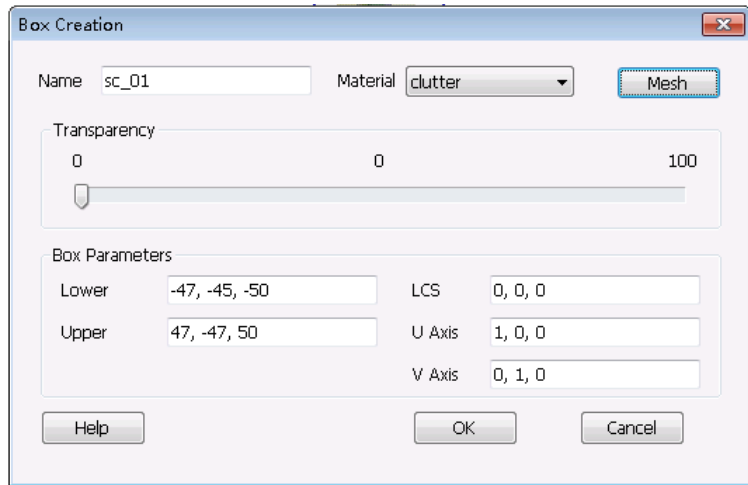 Box Creation
Name sc_01 Material clutter Mesh
Transparency
0 0 100
Box Parameters
Lower -47, -45, -50 LCS 0, 0, 0
Upper 47, -47, 50 U Axis 1, 0, 0
V Axis 0, 1, 0
Help OK Cancel